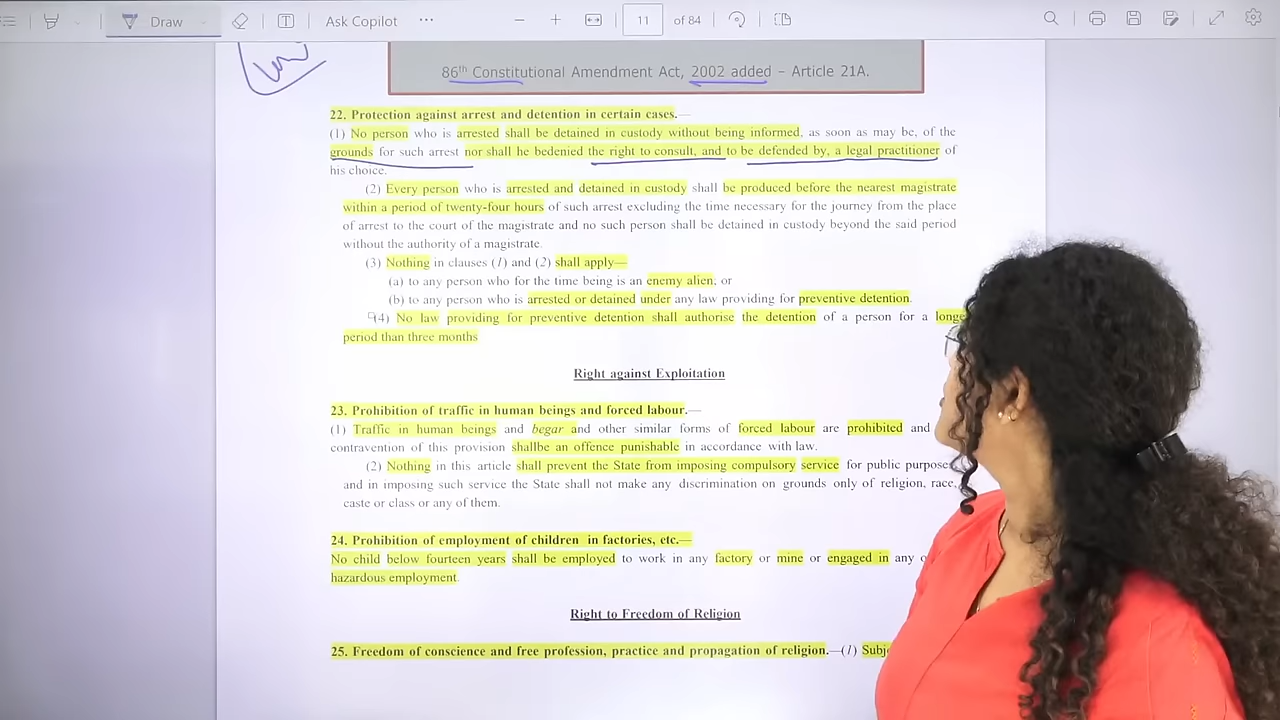 Draw
Ask Copilot
11 of 84
86th Constitutional Amendment Act, 2002 added – Article 21A.
22. Protection against arrest and detention in certain cases.—
(1) No person who is arrested shall be detained in custody without being informed, as soon as may be, of the
grounds for such arrest nor shall he bedenied the right to consult, and to be defended by, a legal practitioner of
his choice.
(2) Every person who is arrested and detained in custody shall be produced before the nearest magistrate
within a period of twenty-four hours of such arrest excluding the time necessary for the journey from the place
of arrest to the court of the magistrate and no such person shall be detained in custody beyond the said period
without the authority of a magistrate.
(3) Nothing in clauses (1) and (2) shall apply—
(a) to any person who for the time being is an enemy alien; or
(b) to any person who is arrested or detained under any law providing for preventive detention.
(4) No law providing for preventive detention shall authorise the detention of a person for a longe
period than three months
Right against Exploitation
23. Prohibition of traffic in human beings and forced labour.—
(1) Traffic in human beings and begar and other similar forms of forced labour are prohibited and
contravention of this provision shallbe an offence punishable in accordance with law.
(2) Nothing in this article shall prevent the State from imposing compulsory service for public purpose
and in imposing such service the State shall not make any discrimination on grounds only of religion, race,
caste or class or any of them.
24. Prohibition of employment of children in factories, etc.—
No child below fourteen years shall be employed to work in any factory or mine or engaged in any
hazardous employment.
Right to Freedom of Religion
25. Freedom of conscience and free profession, practice and propagation of religion.—(1) Subj